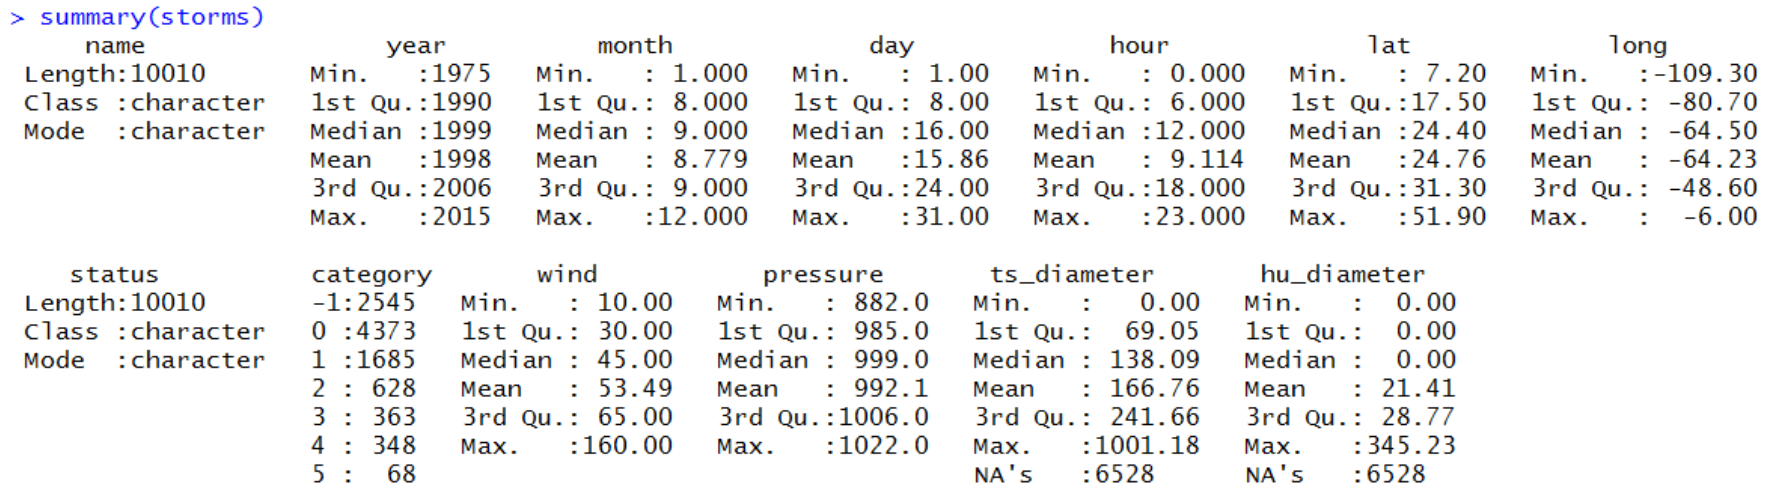 > summary(storms)
     name                year          month             day             hour             lat             long
 Length:10010       Min.   :1975   Min.   : 1.000   Min.   : 1.00   Min.   : 0.000   Min.   : 7.20   Min.   :-109.30
 Class :character   1st Qu.:1990   1st Qu.: 8.000   1st Qu.: 8.00   1st Qu.: 6.000   1st Qu.:17.50   1st Qu.: -80.70
 Mode  :character   Median :1999   Median : 9.000   Median :16.00   Median :12.000   Median :24.40   Median : -64.50
                    Mean   :1998   Mean   : 8.779   Mean   :15.86   Mean   : 9.114   Mean   :24.76   Mean   : -64.23
                    3rd Qu.:2006   3rd Qu.: 9.000   3rd Qu.:24.00   3rd Qu.:18.000   3rd Qu.:31.30   3rd Qu.: -48.60
                    Max.   :2015   Max.   :12.000   Max.   :31.00   Max.   :23.000   Max.   :51.90   Max.   :  -6.00
    status            category       wind           pressure       ts_diameter       hu_diameter
 Length:10010       -1:2545   Min.   : 10.00   Min.   : 882.0   Min.   :   0.00   Min.   :  0.00
 Class :character   0 :4373   1st Qu.: 30.00   1st Qu.: 985.0   1st Qu.:  69.05   1st Qu.:  0.00
 Mode  :character   1 :1685   Median : 45.00   Median : 999.0   Median : 138.09   Median :  0.00
                    2 : 628   Mean   : 53.49   Mean   : 992.1   Mean   : 166.76   Mean   : 21.41
                    3 : 363   3rd Qu.: 65.00   3rd Qu.:1006.0   3rd Qu.: 241.66   3rd Qu.: 28.77
                    4 : 348   Max.   :160.00   Max.   :1022.0   Max.   :1001.18   Max.   :345.23
                    5 :  68                                     NA's   :6528      NA's   :6528